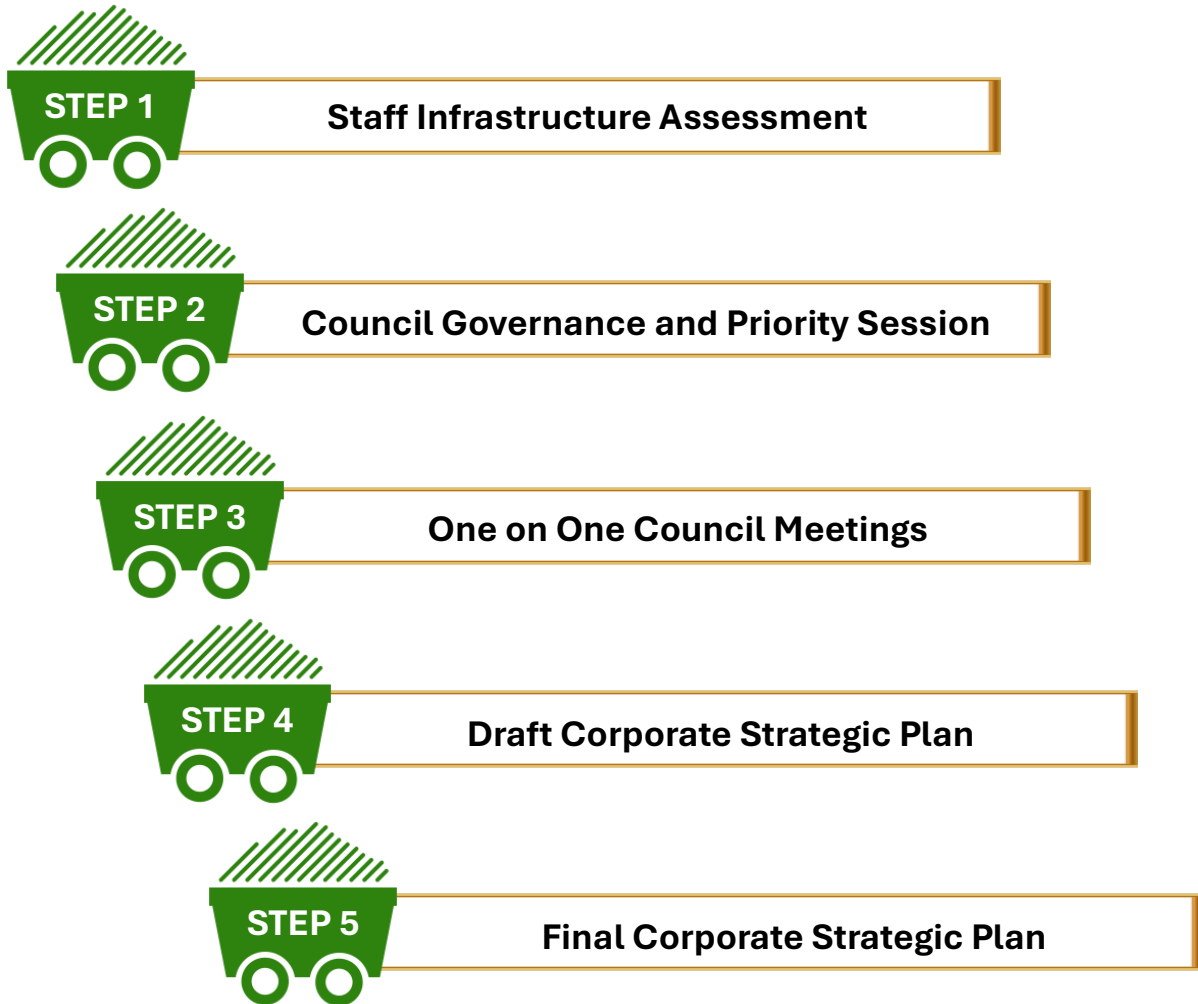 STEP 1
Staff Infrastructure Assessment
STEP 2
Council Governance and Priority Session
STEP 3
One on One Council Meetings
STEP 4
Draft Corporate Strategic Plan
STEP 5
Final Corporate Strategic Plan